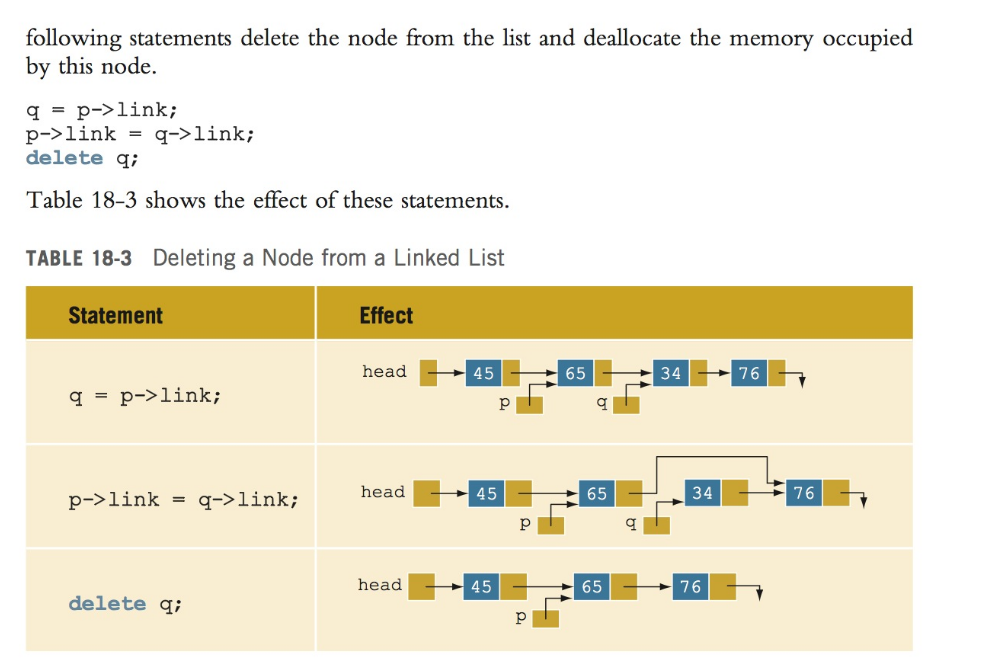 following statements delete the node from the list and deallocate the memory occupied
by this node.
q = p->link;
p->link = q->link;
delete q;
Table 18-3 shows the effect of these statements.
TABLE 18-3 Deleting a Node from a Linked List
Statement Effect
q = p->link;
head 45 65 34 76
p q
p->link = q->link;
head 45 65 34 76
p q
delete q;
head 45 65 76
p